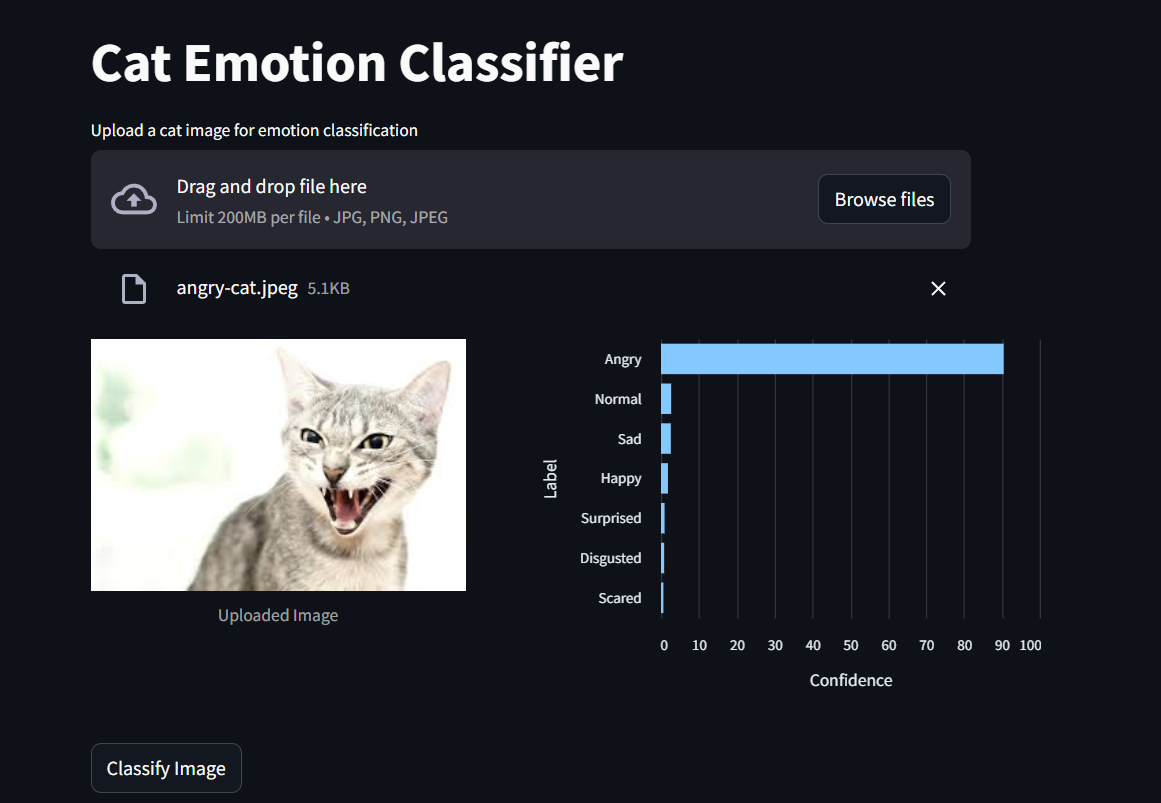 Cat Emotion Classifier
Upload a cat image for emotion classification
Drag and drop file here
Limit 200MB per file • JPG, PNG, JPEG
Browse files
angry-cat.jpeg 5.1KB
Uploaded Image
Label
Angry
Normal
Sad
Happy
Surprised
Disgusted
Scared
0 10 20 30 40 50 60 70 80 90 100
Confidence
Classify Image